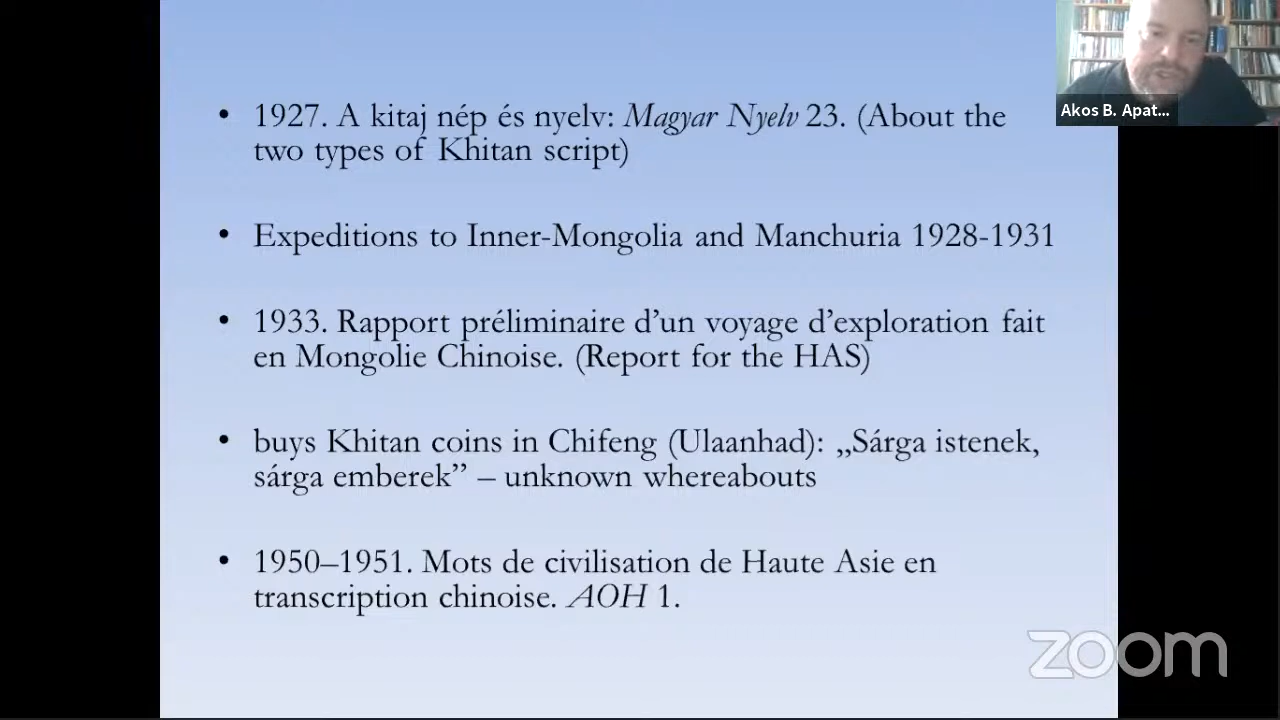 • 1927. A kitaj nép és nyelv: Magyar Nyelv 23. (About the
two types of Khitan script)
• Expeditions to Inner-Mongolia and Manchuria 1928-1931
• 1933. Rapport préliminaire d’un voyage d’exploration fait
en Mongolie Chinoise. (Report for the HAS)
• buys Khitan coins in Chifeng (Ulaanhad): „Sárga istenek,
sárga emberek” – unknown whereabouts
• 1950–1951. Mots de civilisation de Haute Asie en
transcription chinoise. AOH 1.
Akos B. Apat...
zoom